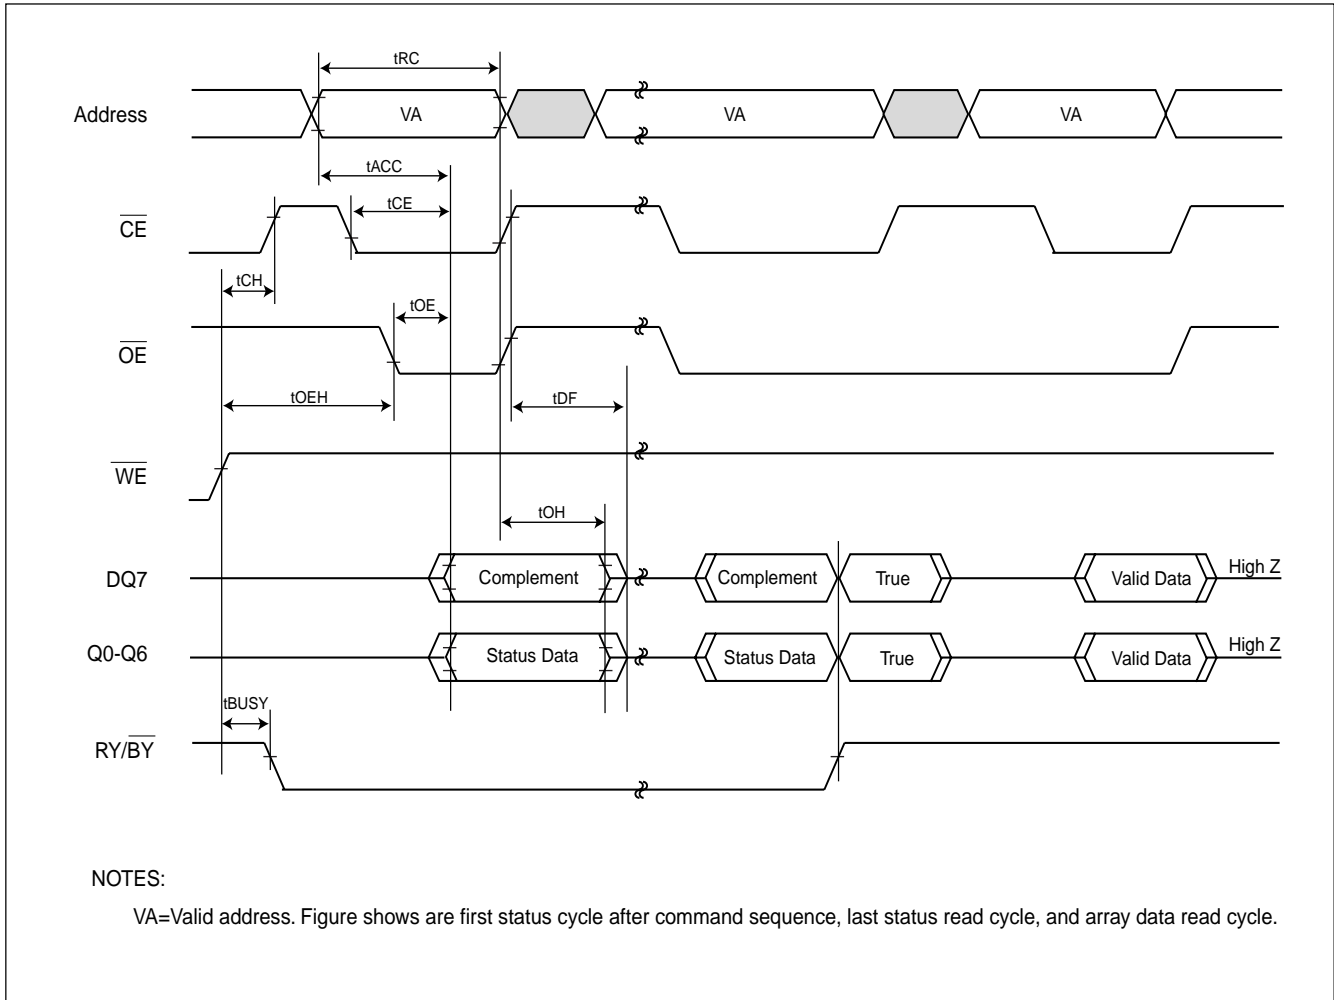 tRC
Address VA VA VA
tACC
tCE
CE
tCH
tOE
OE
tOEH tDF
WE
tOH
DQ7 Complement Complement True Valid Data High Z
Q0-Q6 Status Data Status Data True Valid Data High Z
tBUSY
RY/BY
NOTES:
VA=Valid address. Figure shows are first status cycle after command sequence, last status read cycle, and array data read cycle.